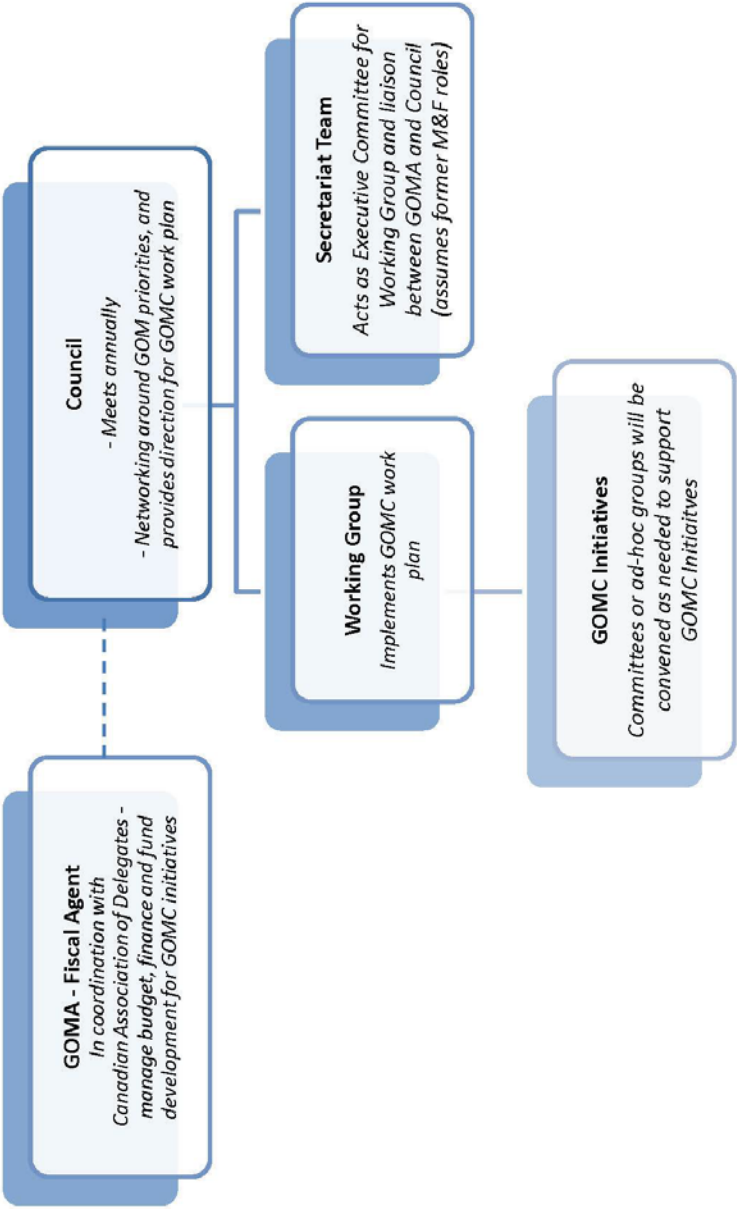 GOMA - Fiscal Agent
In coordination with
Canadian Association of Delegates -
manage budget, finance and fund
development for GOMC initiatives
Council
- Meets annually
- Networking around GOM priorities, and
provides direction for GOMC work plan
Working Group
Implements GOMC work
plan
Secretariat Team
Acts as Executive Committee for
Working Group and liaison
between GOMA and Council
(assumes former M&F roles)
GOMC Initiatives
Committees or ad-hoc groups will be
convened as needed to support
GOMC Initiaitves